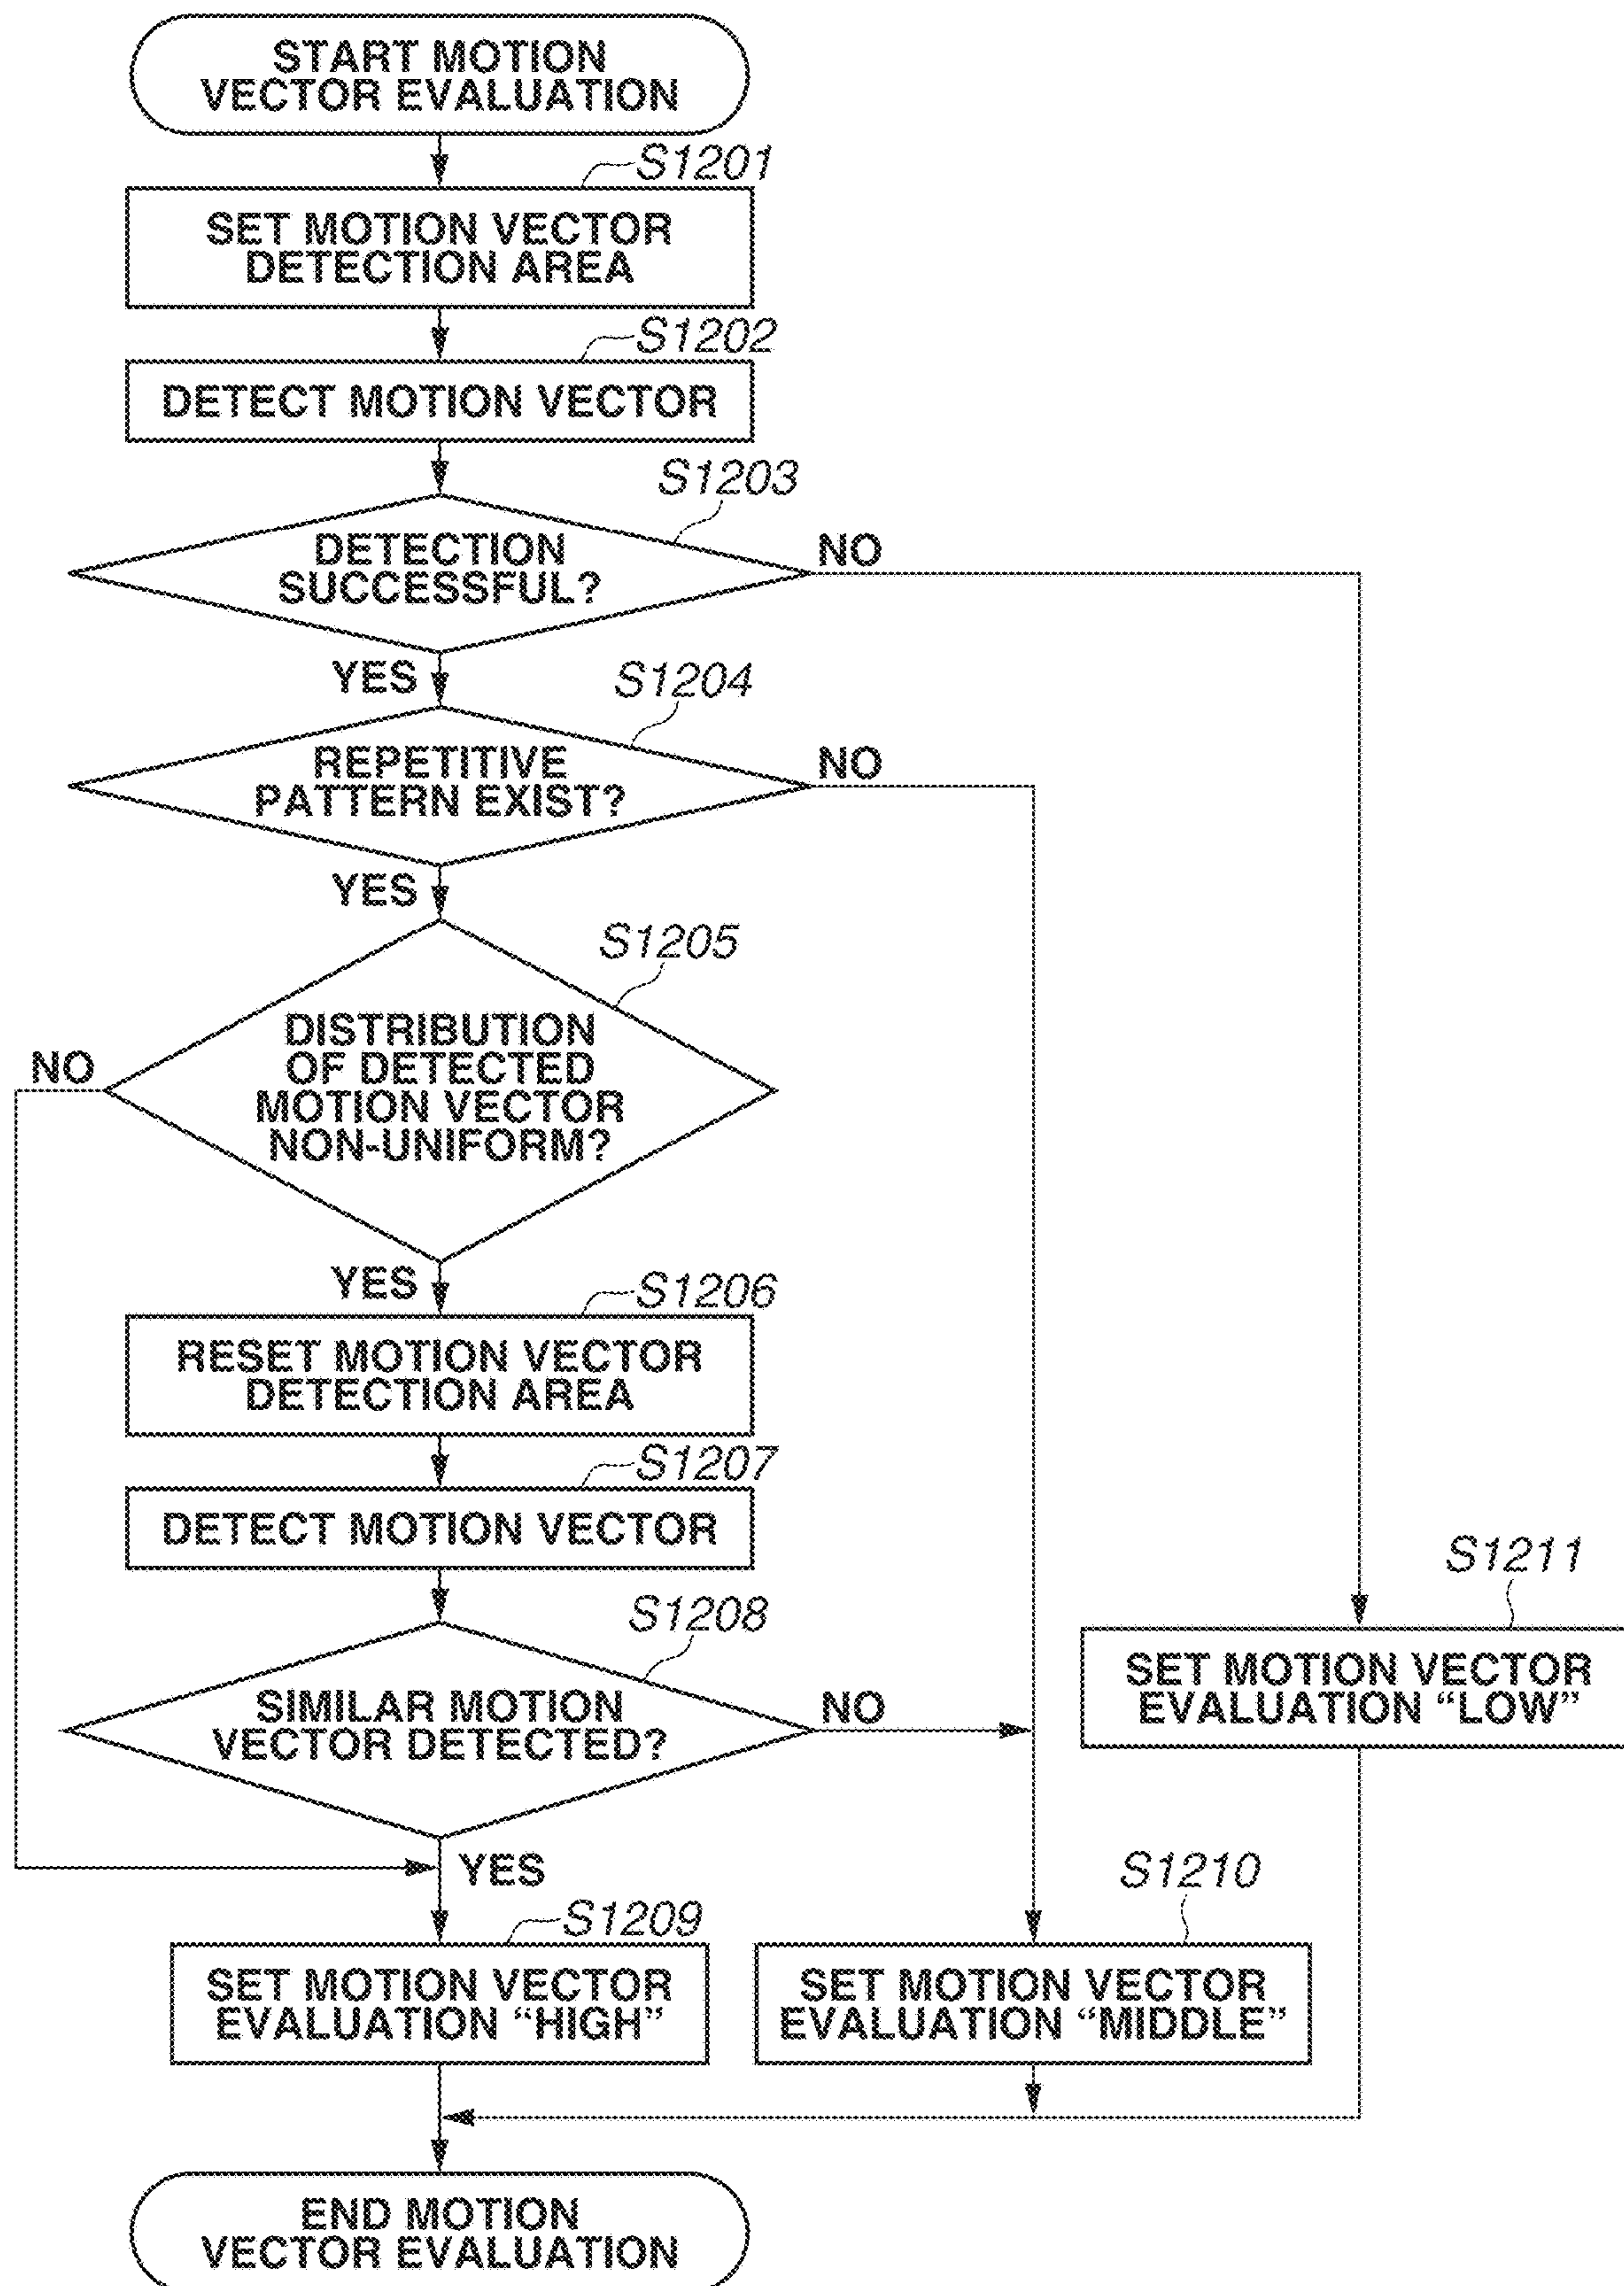 START MOTION
VECTOR EVALUATION
S1201
SET MOTION VECTOR
DETECTION AREA
S1202
DETECT MOTION VECTOR
S1203
DETECTION
SUCCESSFUL?
NO
YES
S1204
REPETITIVE
PATTERN EXIST?
NO
YES
S1205
DISTRIBUTION
OF DETECTED
MOTION VECTOR
NON-UNIFORM?
NO
YES
S1206
RESET MOTION VECTOR
DETECTION AREA
S1207
DETECT MOTION VECTOR
S1208
SIMILAR MOTION
VECTOR DETECTED?
NO
YES
S1211
SET MOTION VECTOR
EVALUATION “LOW”
S1209
SET MOTION VECTOR
EVALUATION “HIGH”
S1210
SET MOTION VECTOR
EVALUATION “MIDDLE”
END MOTION
VECTOR EVALUATION